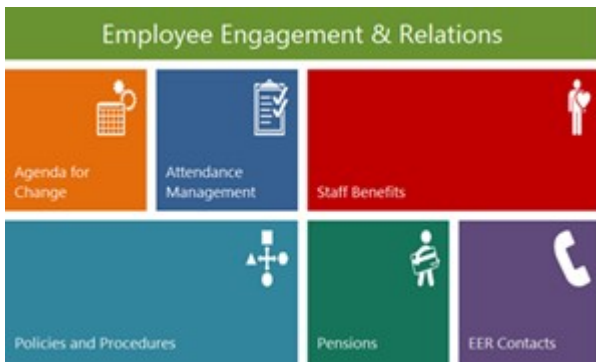 Employee Engagement & Relations
Agenda for
Change
Attendance
Management
Staff Benefits
Policies and Procedures
Pensions
EER Contacts